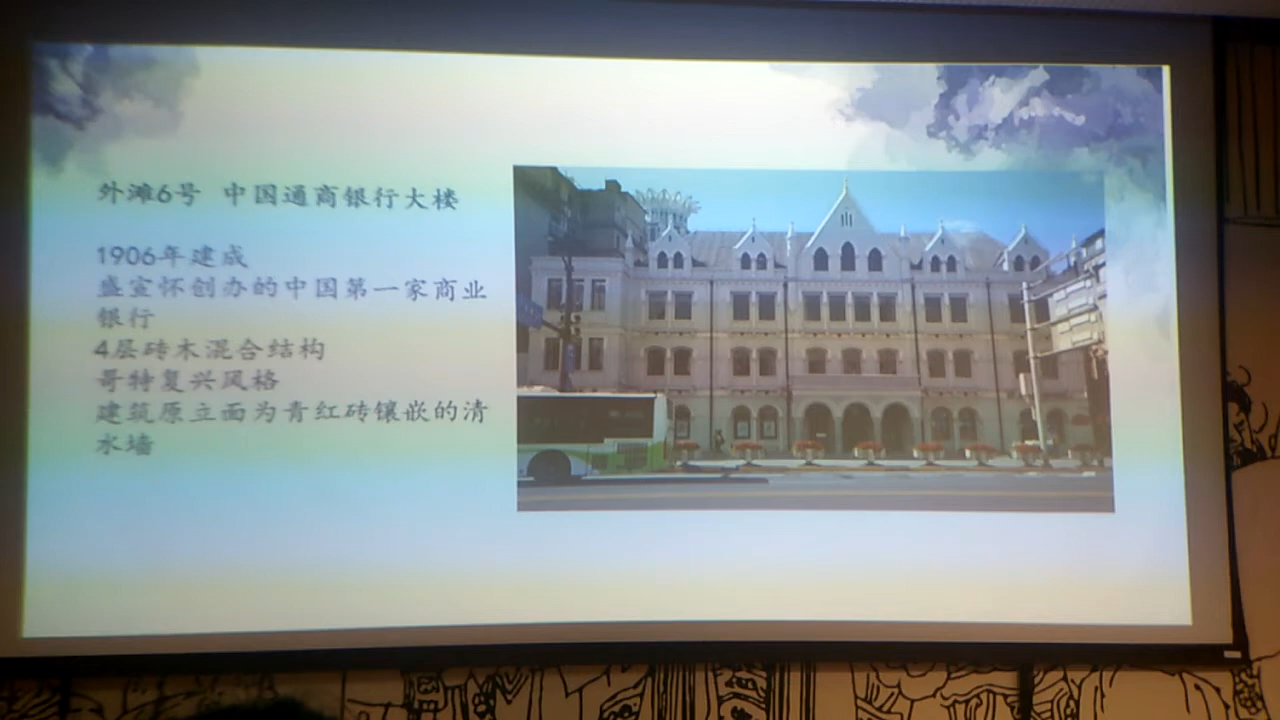 外滩6号 中国通商银行大楼
1906年建成
盛宣怀创办的中国第一家商业
银行
4层砖木混合结构
哥特复兴风格
建筑原立面为青红砖镶嵌的清
水墙